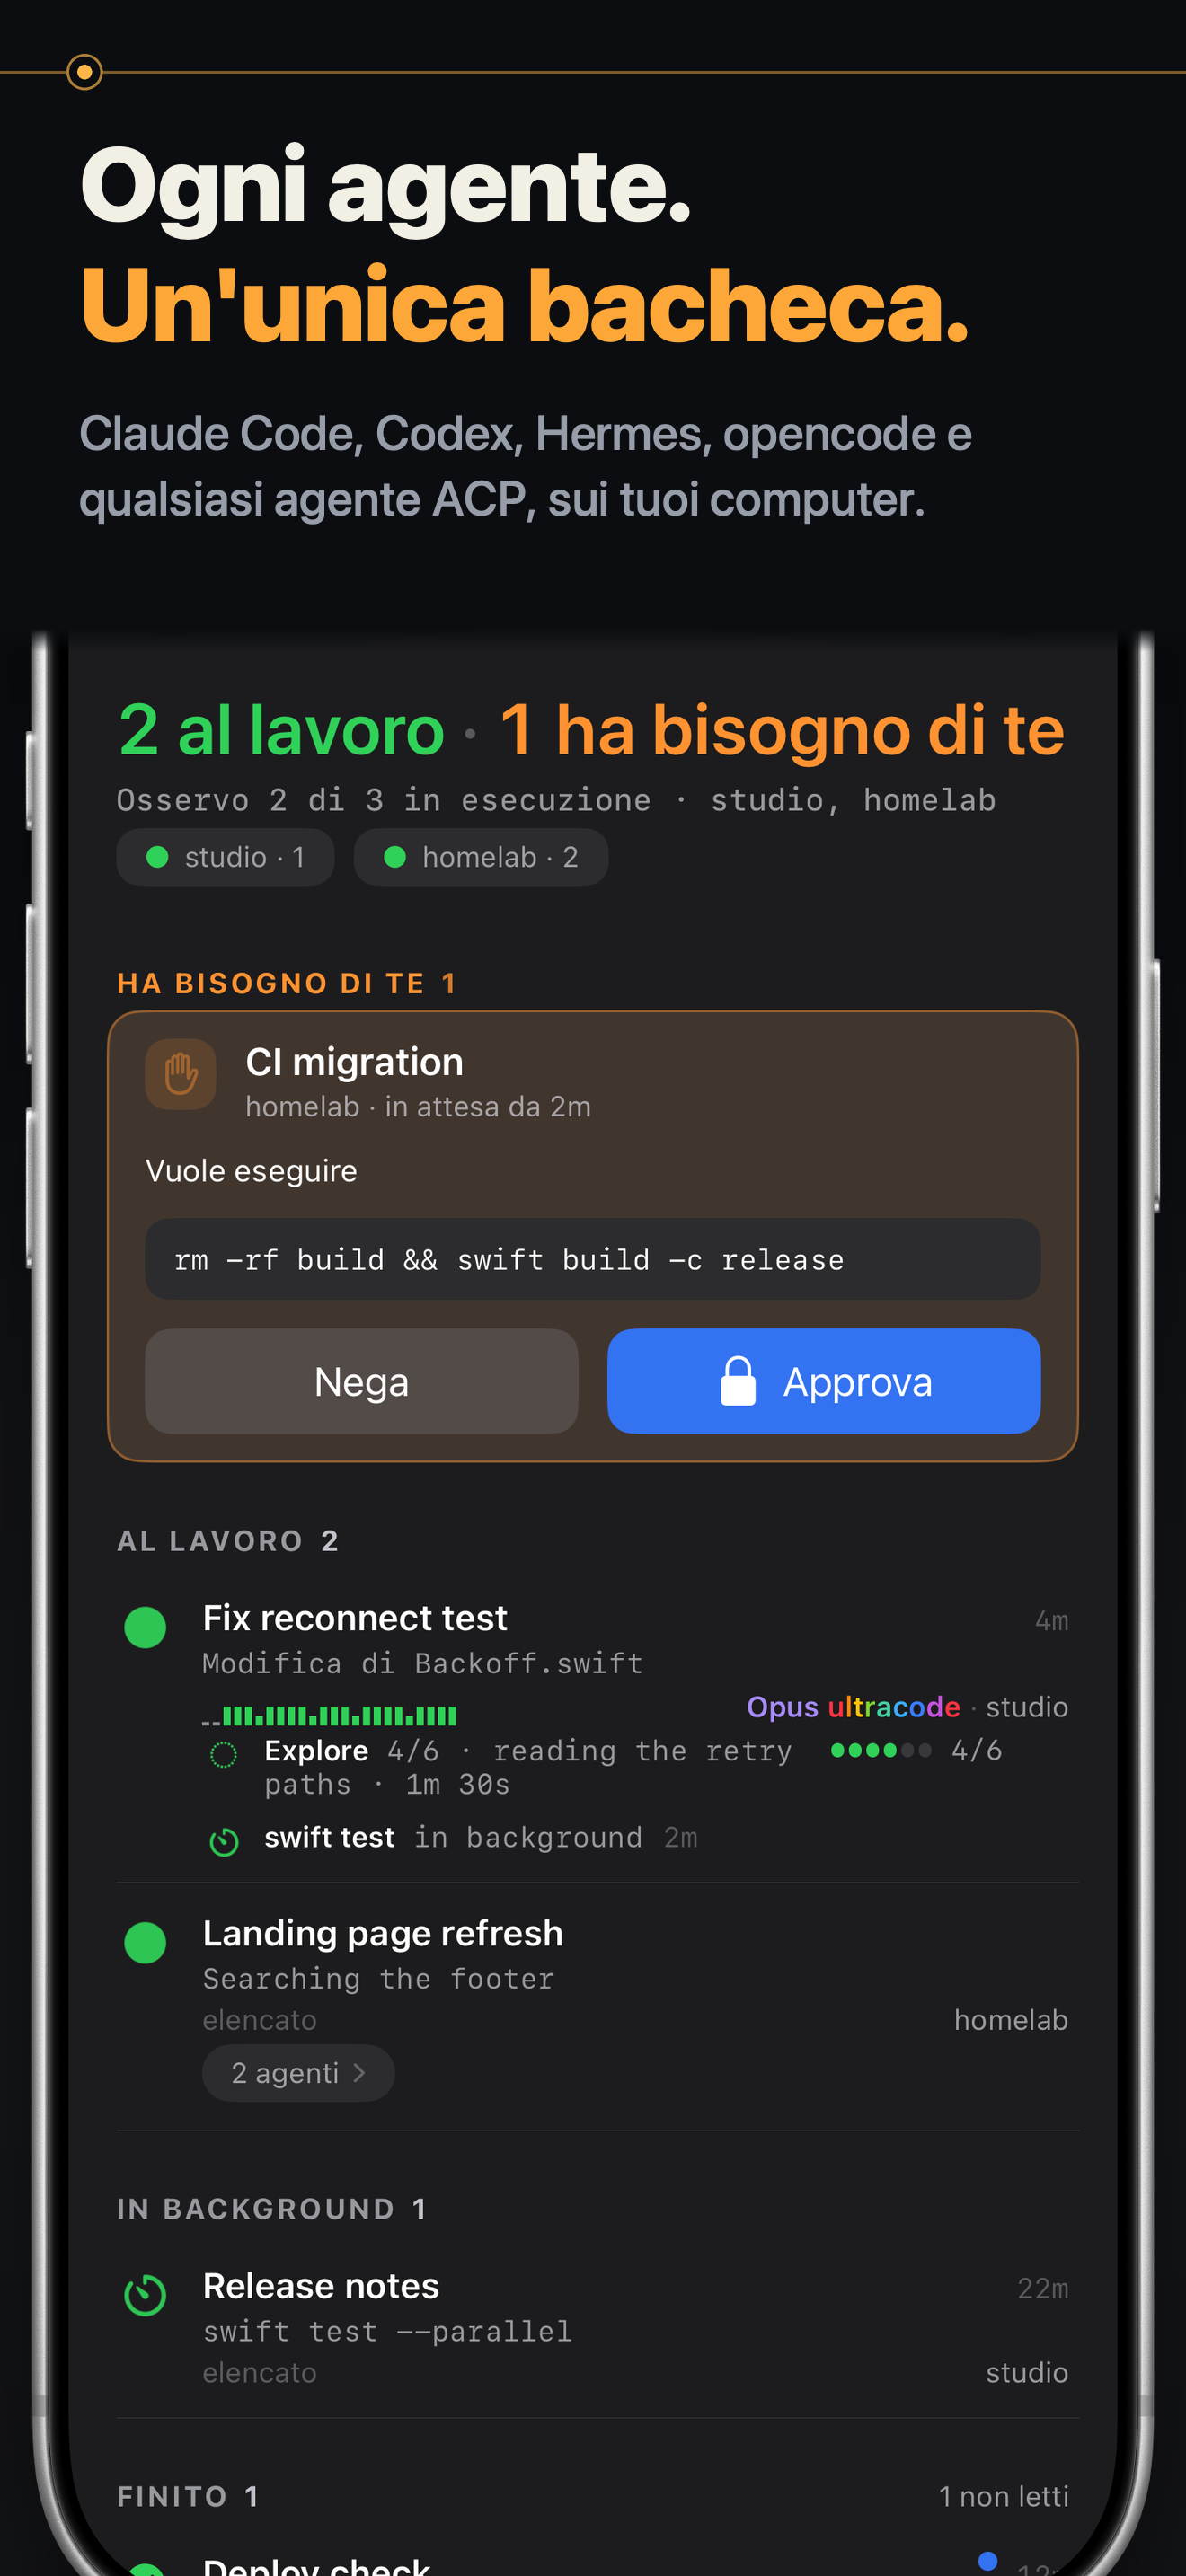 Ogni agente.
Un'unica bacheca.
Claude Code, Codex, Hermes, opencode e
qualsiasi agente ACP, sui tuoi computer.
2 al lavoro · 1 ha bisogno di te
Osservo 2 di 3 in esecuzione · studio, homelab
studio · 1 homelab · 2
HA BISOGNO DI TE 1
CI migration
homelab · in attesa da 2m
Vuole eseguire
rm -rf build && swift build -c release
Nega Approva
AL LAVORO 2
Fix reconnect test 4m
Modifica di Backoff.swift
Opus ultracode · studio
Explore 4/6 · reading the retry 4/6
paths · 1m 30s
swift test in background 2m
Landing page refresh
Searching the footer
elencato homelab
2 agenti
IN BACKGROUND 1
Release notes 22m
swift test --parallel
elencato studio
FINITO 1 1 non letti
Deploy check